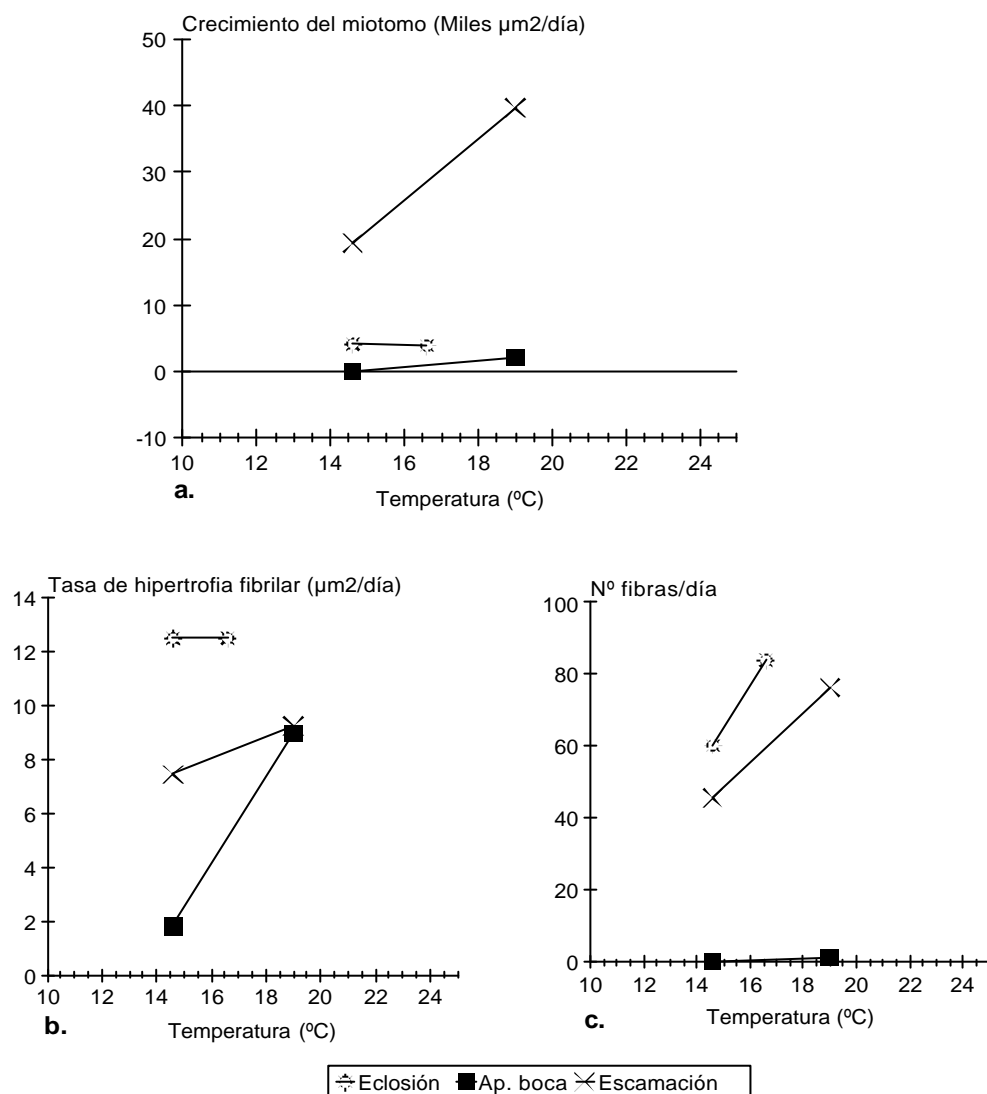 Crecimiento del miotomo (Miles µm2/día)
50
40
30
20
10
0
-10
10 12 14 16 18 20 22 24
a.
Temperatura (ºC)
Tasa de hipertrofia fibrilar (µm2/día)
14
12
10
8
6
4
2
0
10 12 14 16 18 20 22 24
b.
Temperatura (ºC)
Nº fibras/día
100
80
60
40
20
0
10 12 14 16 18 20 22 24
c.
Temperatura (ºC)
Eclosión Ap. boca Escamación